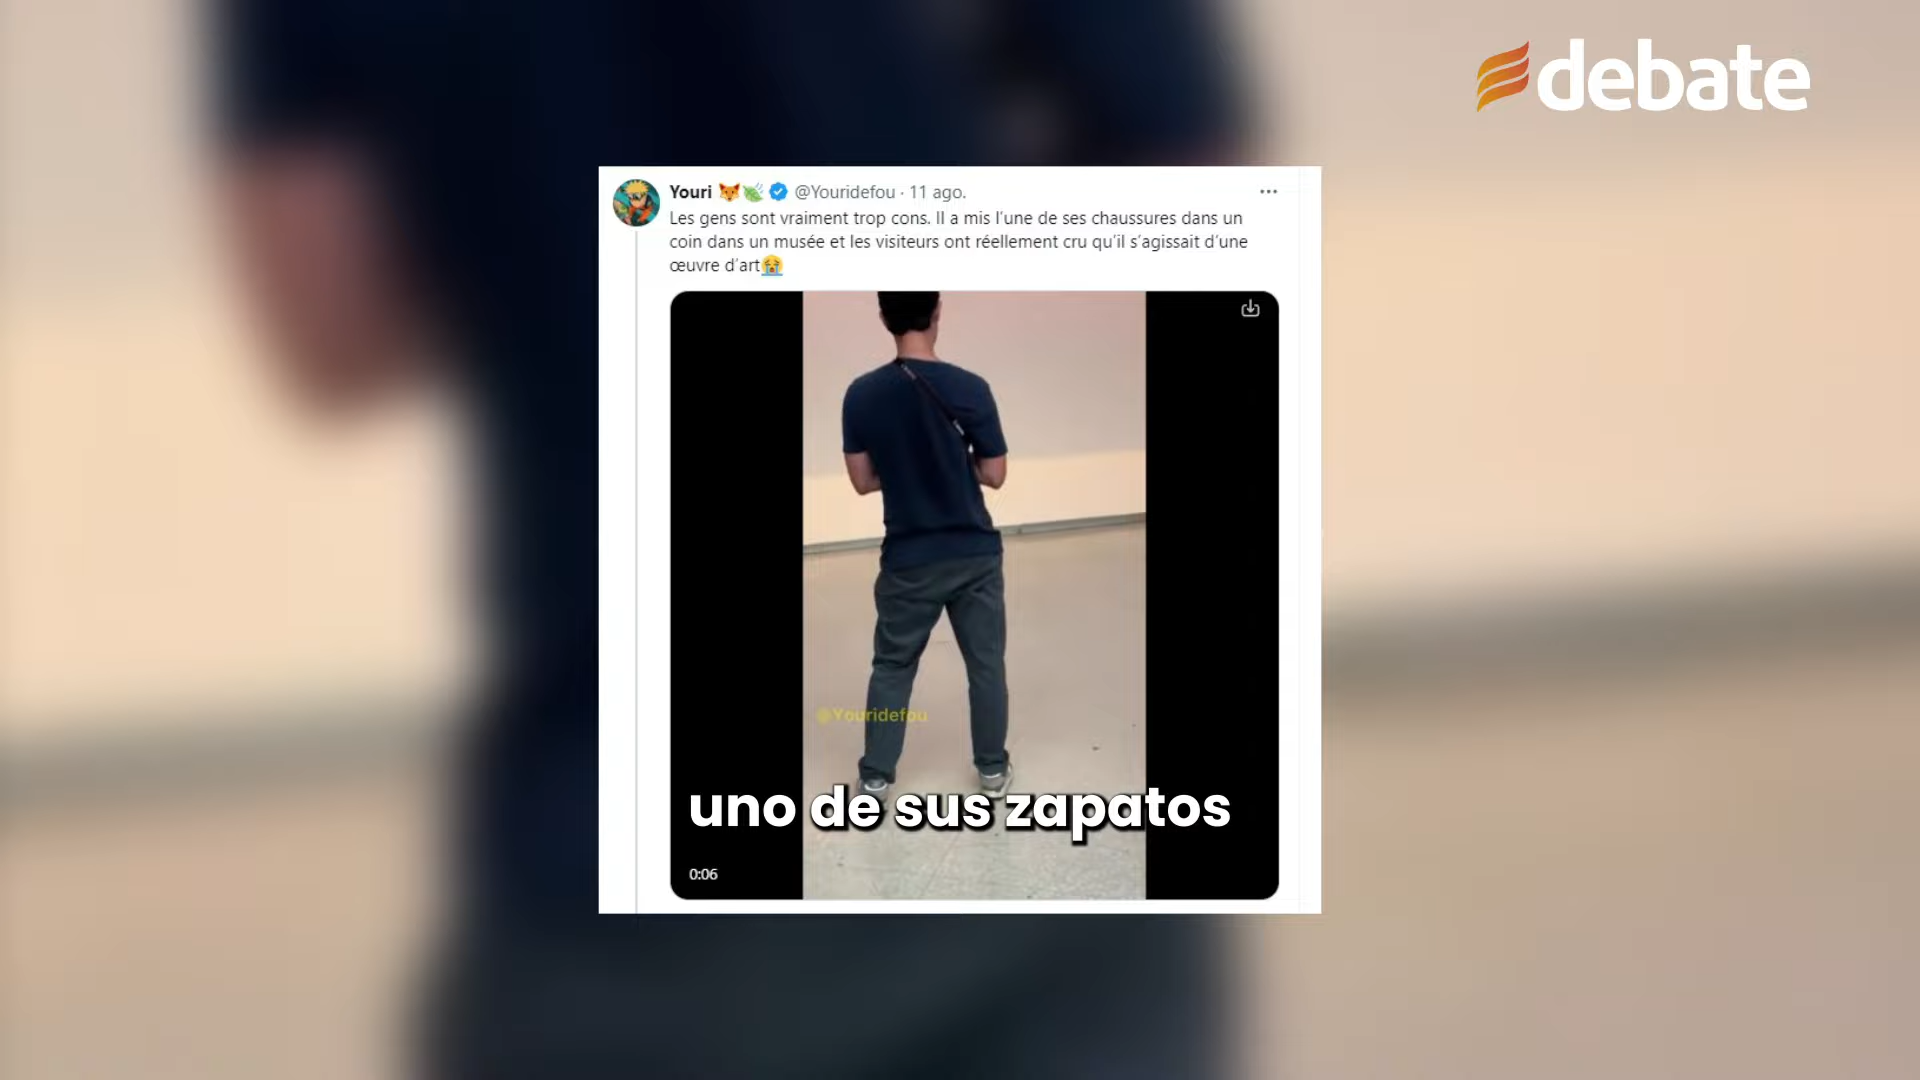 debate
Youri 🦊🍃 @Youridefou · 11 ago.
Les gens sont vraiment trop cons. Il a mis l'une de ses chaussures dans un
coin dans un musée et les visiteurs ont réellement cru qu'il s'agissait d'une
œuvre d'art😭
@Youridefou
uno de sus zapatos
0:06